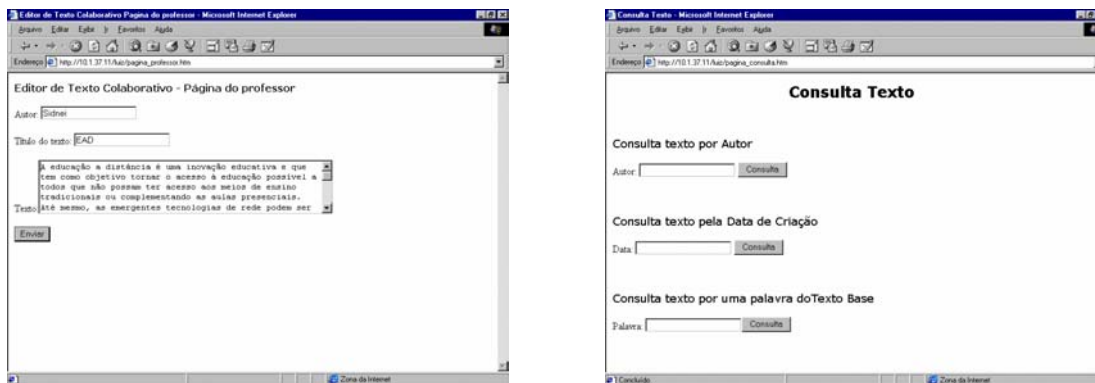 Editor de Texto Colaborativo Pagina do professor - Microsoft Internet Explorer
Arquivo Editar Exibir Ir Favoritos Ajuda
Endereço http://10.1.37.11/luiz/pagina_professor.htm
Editor de Texto Colaborativo - Página do professor
Autor: Sidnei
Título do texto: EAD
A educação a distância é uma inovação educativa e que
tem como objetivo tornar o acesso à educação possível a
todos que não possam ter acesso aos meios de ensino
tradicionais ou complementando as aulas presenciais.
Texto: Até mesmo, as emergentes tecnologias de rede podem ser
Enviar
Zona da Internet
Consulta Texto - Microsoft Internet Explorer
Arquivo Editar Exibir Ir Favoritos Ajuda
Endereço http://10.1.37.11/luiz/pagina_consulta.htm
Consulta Texto
Consulta texto por Autor
Autor: Consulta
Consulta texto pela Data de Criação
Data: Consulta
Consulta texto por uma palavra doTexto Base
Palavra: Consulta
Concluído Zona da Internet